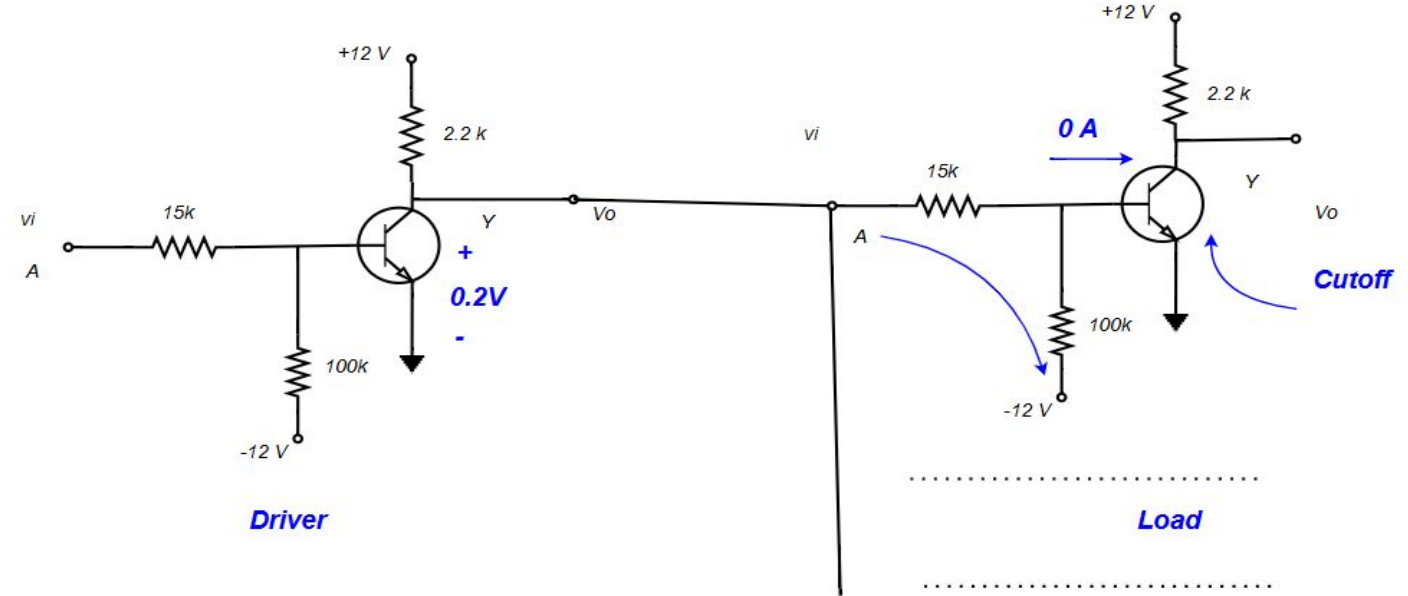 +12 V
2.2 k
vi
15k
A
Y
Vo
+
0.2V
-
100k
-12 V
Driver
+12 V
2.2 k
0 A
vi
15k
A
Y
Vo
Cutoff
100k
-12 V
Load